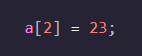 a[2] = 23;